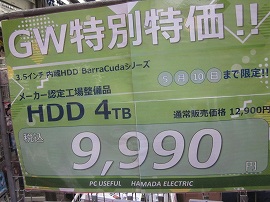 GW特別特価!!
3.5インチ 内蔵HDD BarraCudaシリーズ
5月10日まで限定!!
メーカー認定工場整備品
HDD 4TB
通常販売価格 12,900円
税込 9,990 円
PC USEFUL HAMADA ELECTRIC